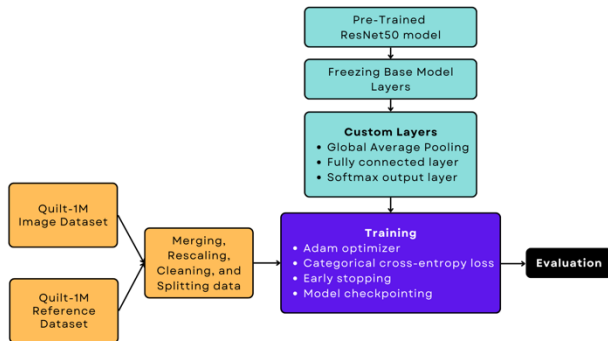 Pre-Trained
ResNet50 model
Freezing Base Model
Layers
Custom Layers
• Global Average Pooling
• Fully connected layer
• Softmax output layer
Quilt-1M
Image Dataset
Quilt-1M
Reference
Dataset
Merging,
Rescaling,
Cleaning, and
Splitting data
Training
• Adam optimizer
• Categorical cross-entropy loss
• Early stopping
• Model checkpointing
Evaluation